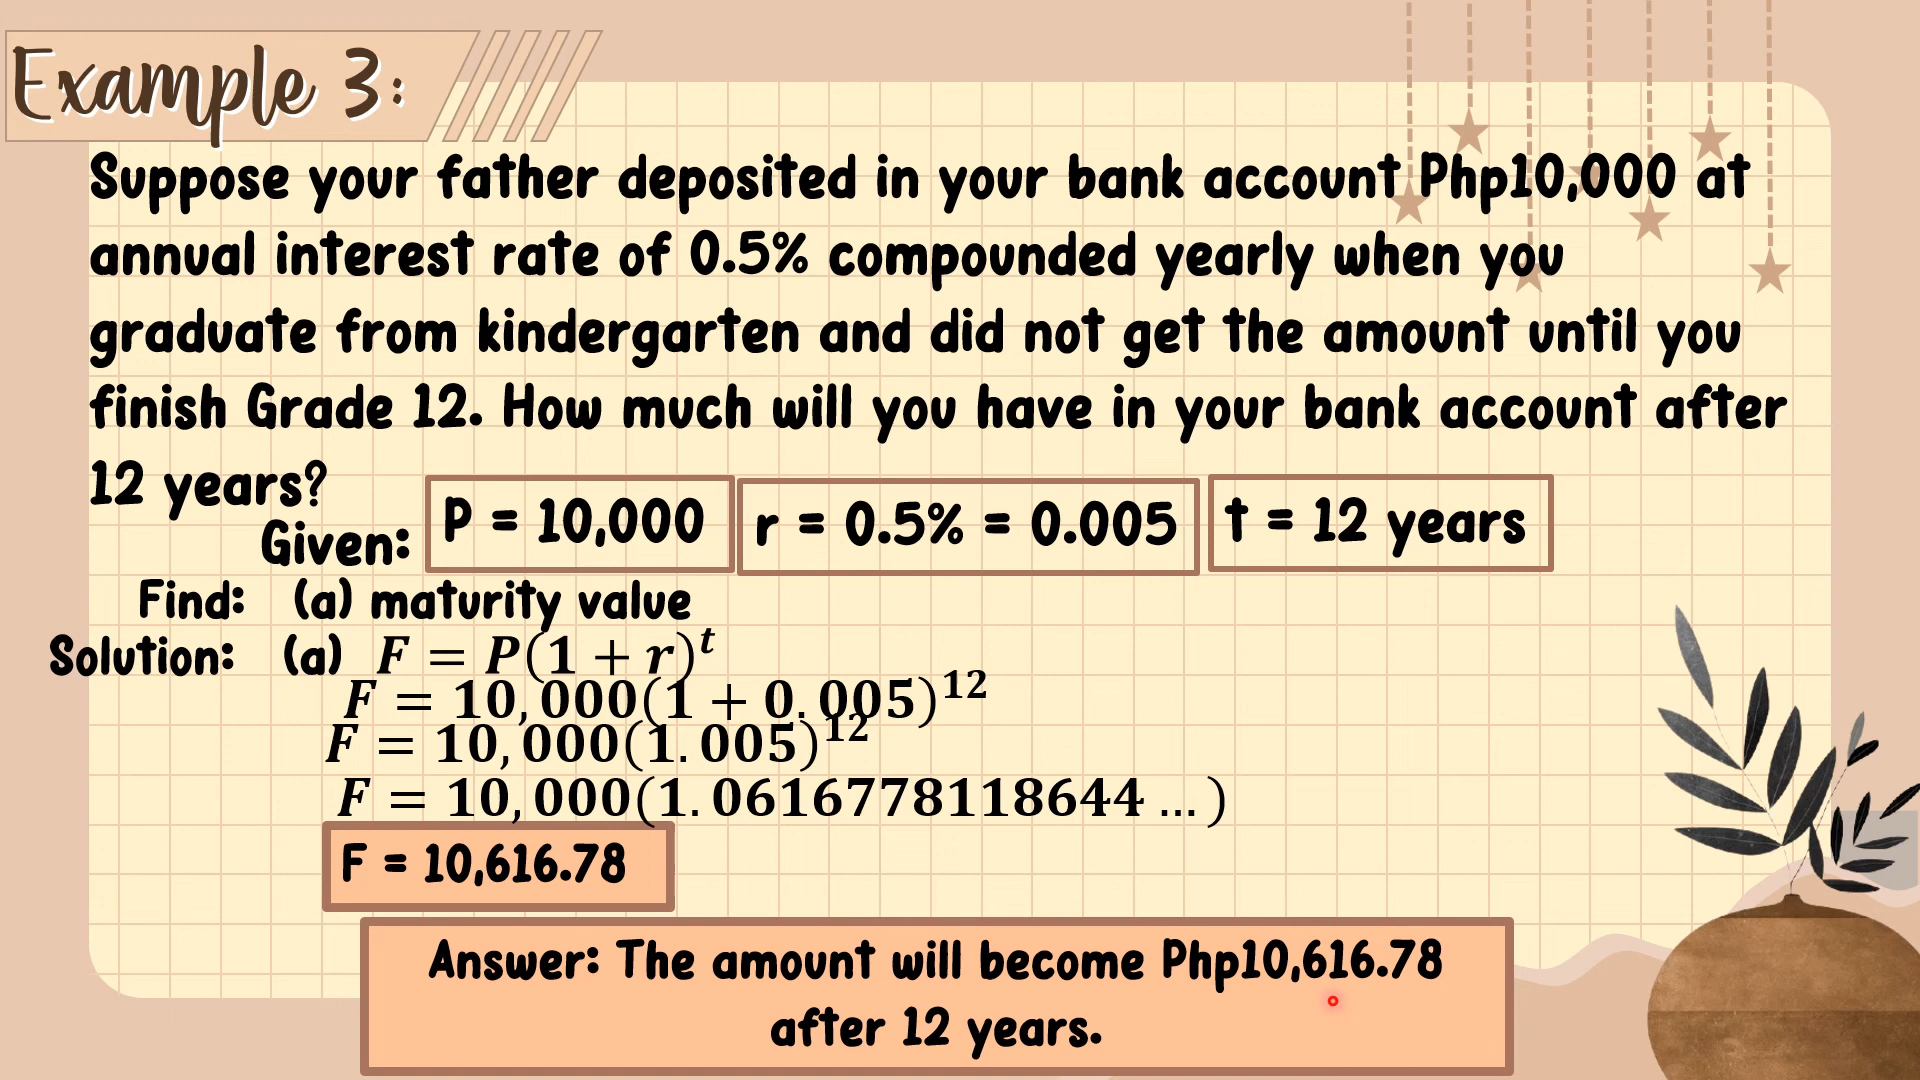 Example 3:
Suppose your father deposited in your bank account Php10,000 at
annual interest rate of 0.5% compounded yearly when you
graduate from kindergarten and did not get the amount until you
finish Grade 12. How much will you have in your bank account after
12 years?
Given: P = 10,000 r = 0.5% = 0.005 t = 12 years
Find: (a) maturity value
Solution: (a) F = P(1 + r)^t
F = 10,000(1 + 0.005)^12
F = 10,000(1.005)^12
F = 10,000(1.0616778118644 ... )
F = 10,616.78
Answer: The amount will become Php10,616.78
after 12 years.